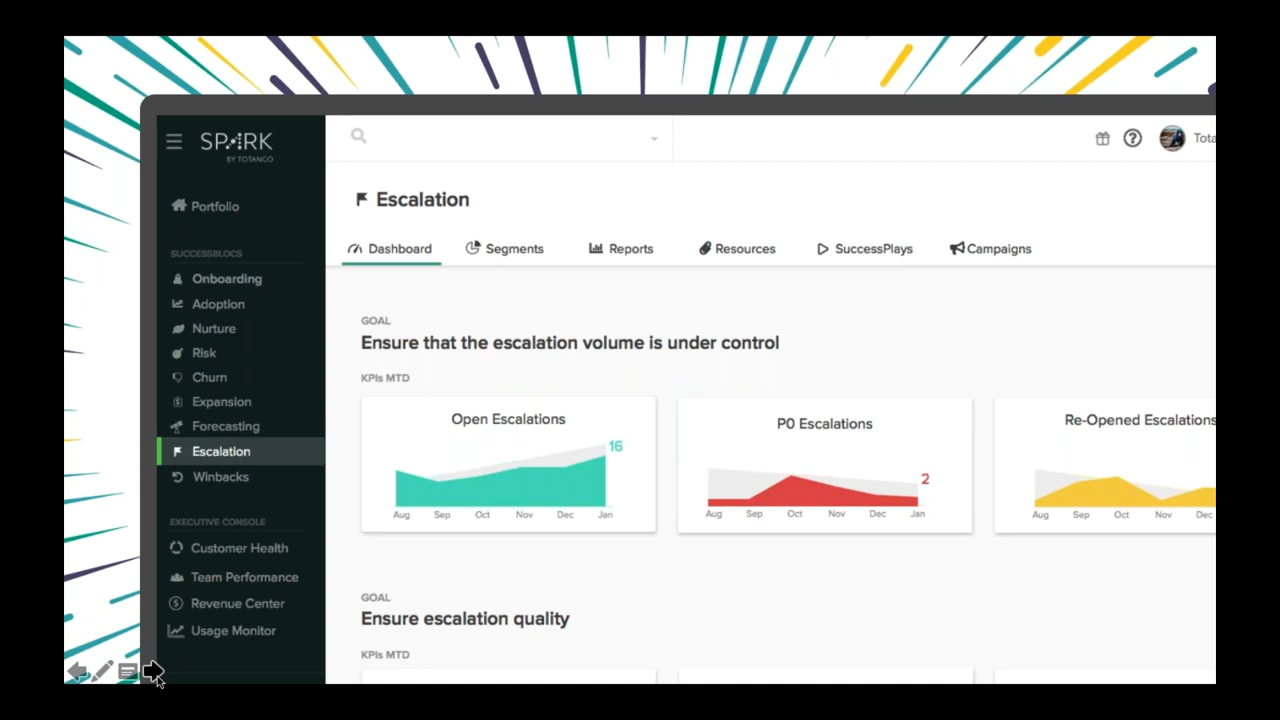 SPARK
BY TOTANGO
Tota
Portfolio
Escalation
Dashboard
Segments
Reports
Resources
SuccessPlays
Campaigns
SUCCESSBLOCS
Onboarding
Adoption
Nurture
Risk
Churn
Expansion
Forecasting
Escalation
Winbacks
EXECUTIVE CONSOLE
Customer Health
Team Performance
Revenue Center
Usage Monitor
GOAL
Ensure that the escalation volume is under control
KPIs MTD
Open Escalations
16
Aug Sep Oct Nov Dec Jan
P0 Escalations
2
Aug Sep Oct Nov Dec Jan
Re-Opened Escalations
Aug Sep Oct Nov Dec
GOAL
Ensure escalation quality
KPIs MTD